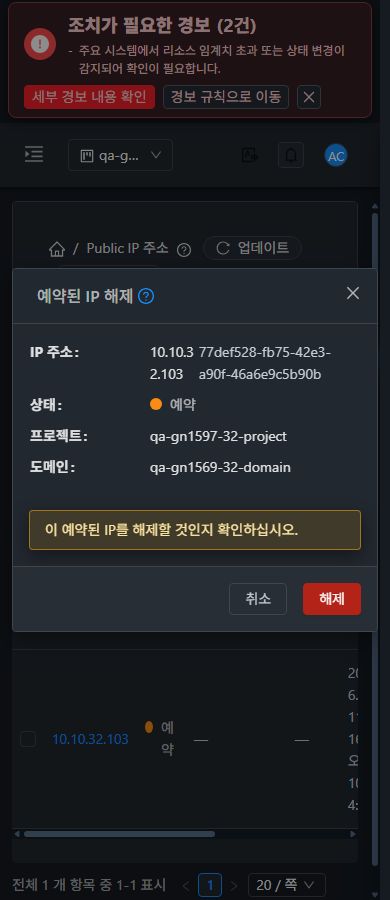 조치가 필요한 경보 (2건)
- 주요 시스템에서 리소스 임계치 초과 또는 상태 변경이
감지되어 확인이 필요합니다.
세부 경보 내용 확인 경보 규칙으로 이동
qa-g... AC
/ Public IP 주소 업데이트
예약된 IP 해제
IP 주소: 10.10.3 77def528-fb75-42e3-
2.103 a90f-46a6e9c5b90b
상태: 예약
프로젝트: qa-gn1597-32-project
도메인: qa-gn1569-32-domain
이 예약된 IP를 해제할 것인지 확인하십시오.
취소 해제
10.10.32.103 예
약 — —
전체 1 개 항목 중 1-1 표시 < 1 > 20 / 쪽